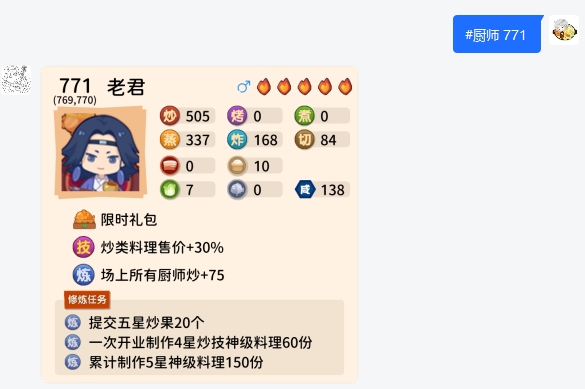 #厨师 771
771 老君
(769,770)
炒 505 烤 0 煮 0
蒸 337 炸 168 切 84
0 10
7 0 咸 138
限时礼包
技 炒类料理售价+30%
炼 场上所有厨师炒+75
修炼任务
炼 提交五星炒果20个
炼 一次开业制作4星炒技神级料理60份
炼 累计制作5星神级料理150份